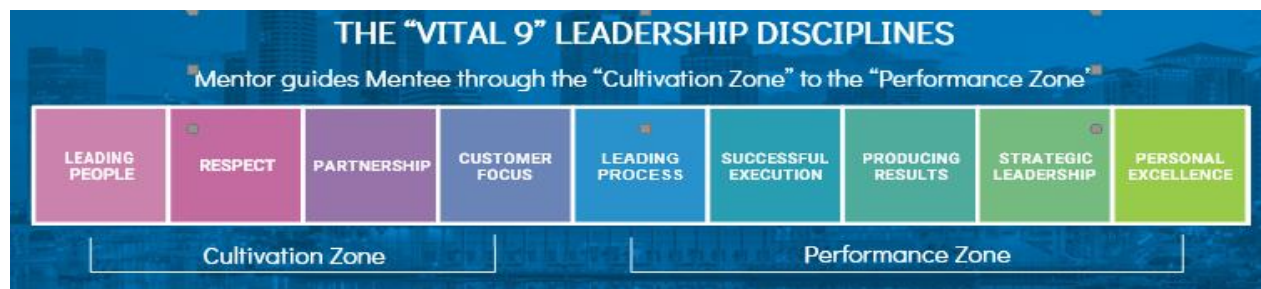 THE “VITAL 9” LEADERSHIP DISCIPLINES
Mentor guides Mentee through the “Cultivation Zone” to the “Performance Zone”
LEADING
PEOPLE
RESPECT
PARTNERSHIP
CUSTOMER
FOCUS
LEADING
PROCESS
SUCCESSFUL
EXECUTION
PRODUCING
RESULTS
STRATEGIC
LEADERSHIP
PERSONAL
EXCELLENCE
Cultivation Zone
Performance Zone